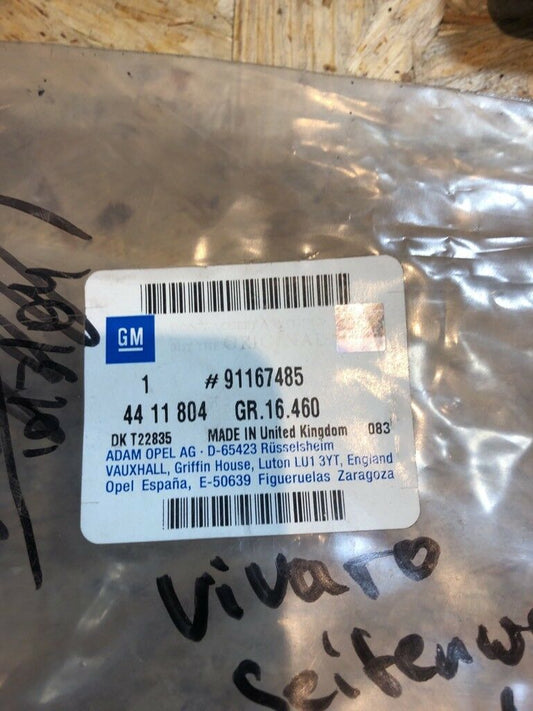 GM
1 # 91167485
44 11 804 GR.16.460
DK T22835 MADE IN United Kingdom 083
ADAM OPEL AG · D-65423 Rüsselsheim
VAUXHALL, Griffin House, Luton LU1 3YT, England
Opel España, E-50639 Figueruelas Zaragoza
Vivaro